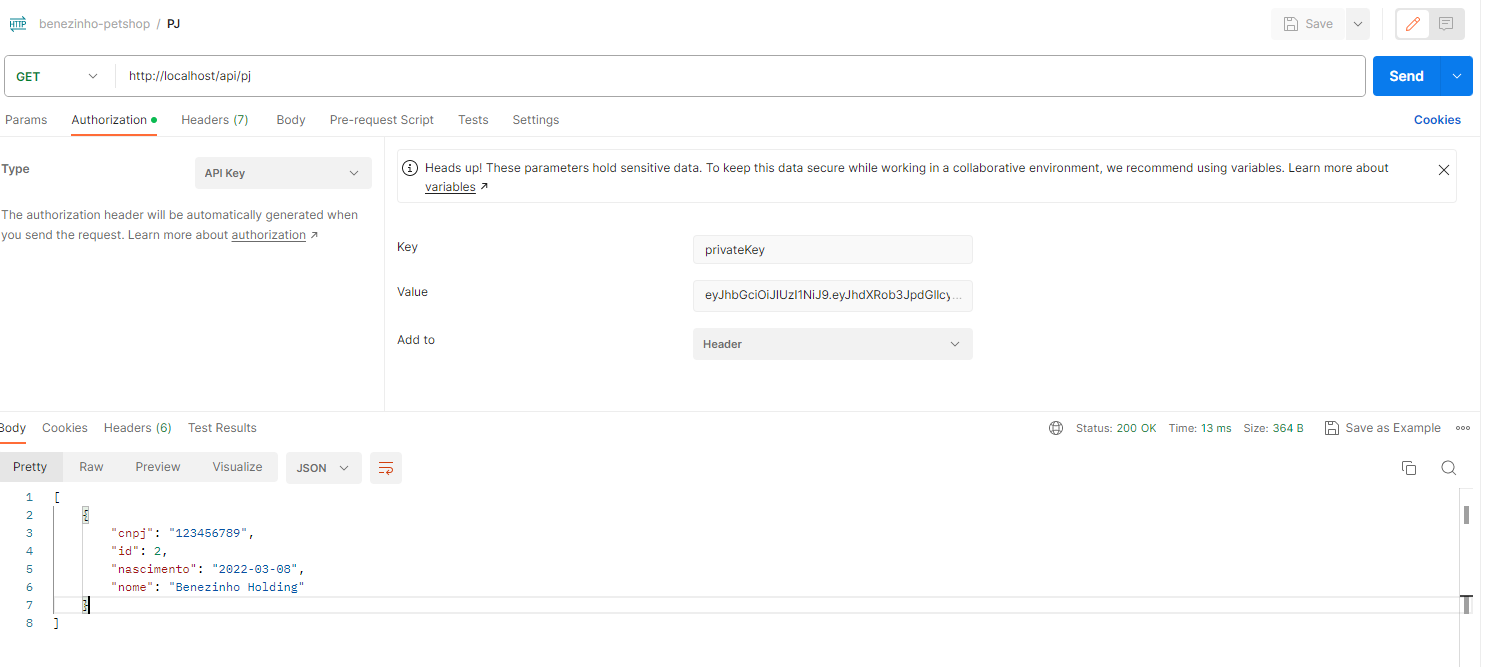 HTTP benezinho-petshop / PJ Save
GET http://localhost/api/pj Send
Params Authorization Headers (7) Body Pre-request Script Tests Settings Cookies
Type API Key
The authorization header will be automatically generated when
you send the request. Learn more about authorization ↗
Heads up! These parameters hold sensitive data. To keep this data secure while working in a collaborative environment, we recommend using variables. Learn more about
variables ↗
Key privateKey
Value eyJhbGciOiJIUzI1NiJ9.eyJhdXRob3JpdGllcy...
Add to Header
Body Cookies Headers (6) Test Results Status: 200 OK Time: 13 ms Size: 364 B Save as Example
Pretty Raw Preview Visualize JSON
1 [
2 {
3 "cnpj": "123456789",
4 "id": 2,
5 "nascimento": "2022-03-08",
6 "nome": "Benezinho Holding"
7 }
8 ]